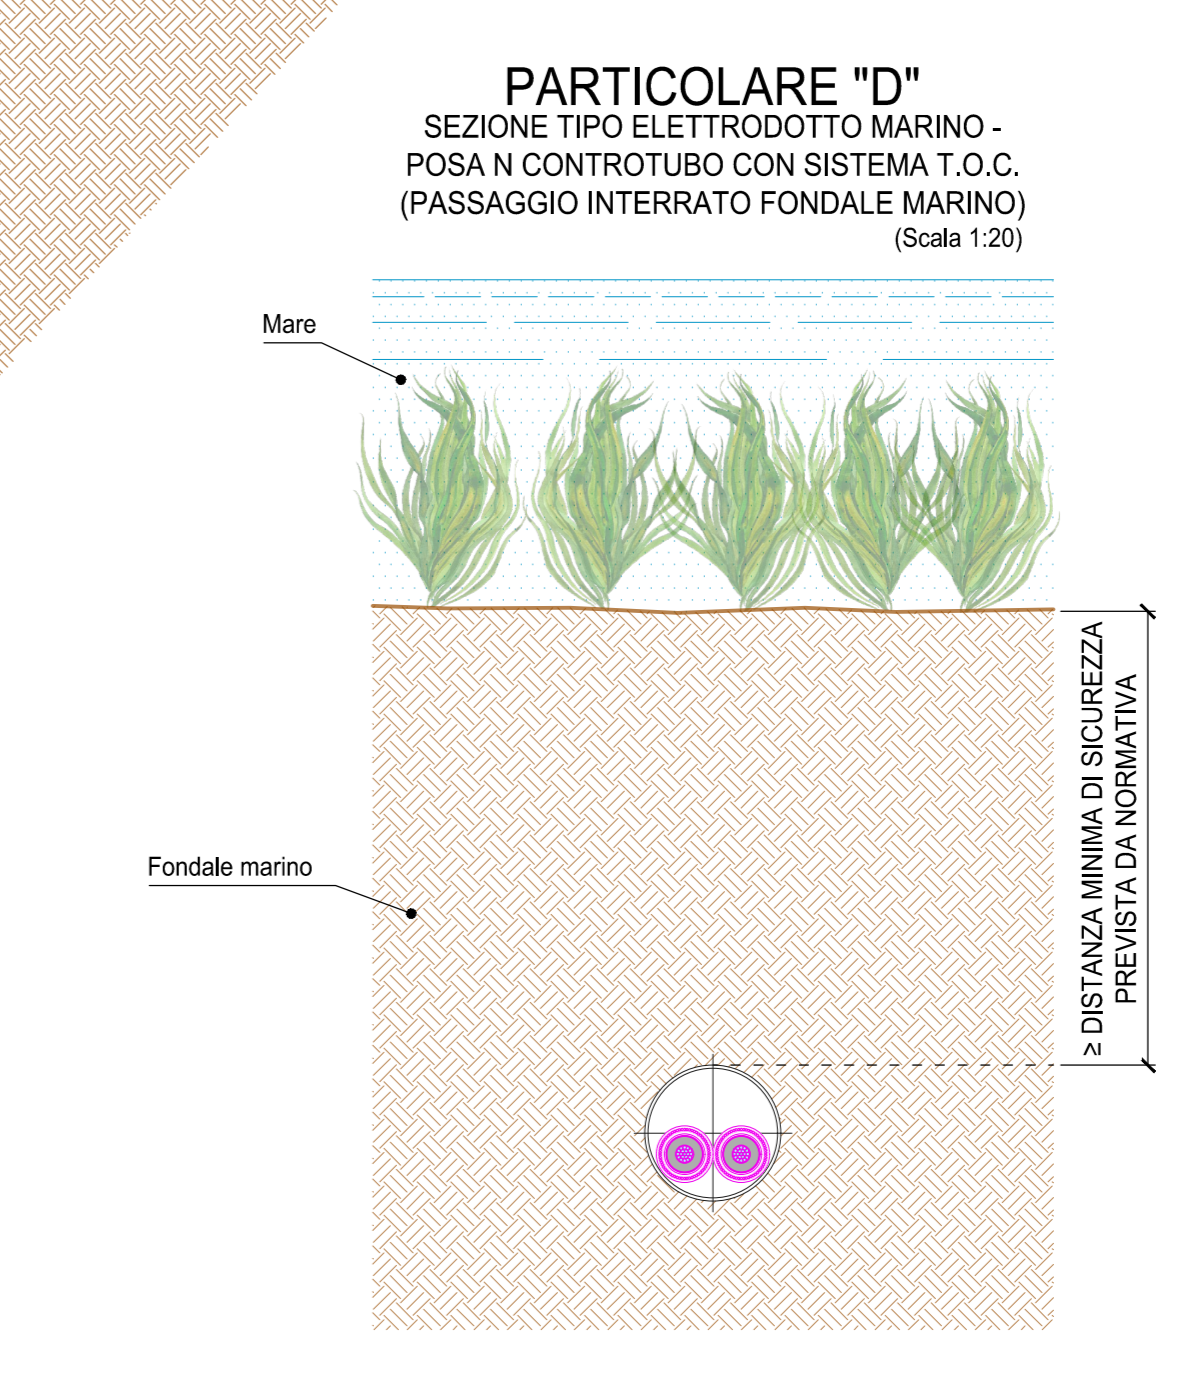 PARTICOLARE "D"
SEZIONE TIPO ELETTRODOTTO MARINO -
POSA N CONTROTUBO CON SISTEMA T.O.C.
(PASSAGGIO INTERRATO FONDALE MARINO)
(Scala 1:20)
Mare
Fondale marino
≥ DISTANZA MINIMA DI SICUREZZA
PREVISTA DA NORMATIVA